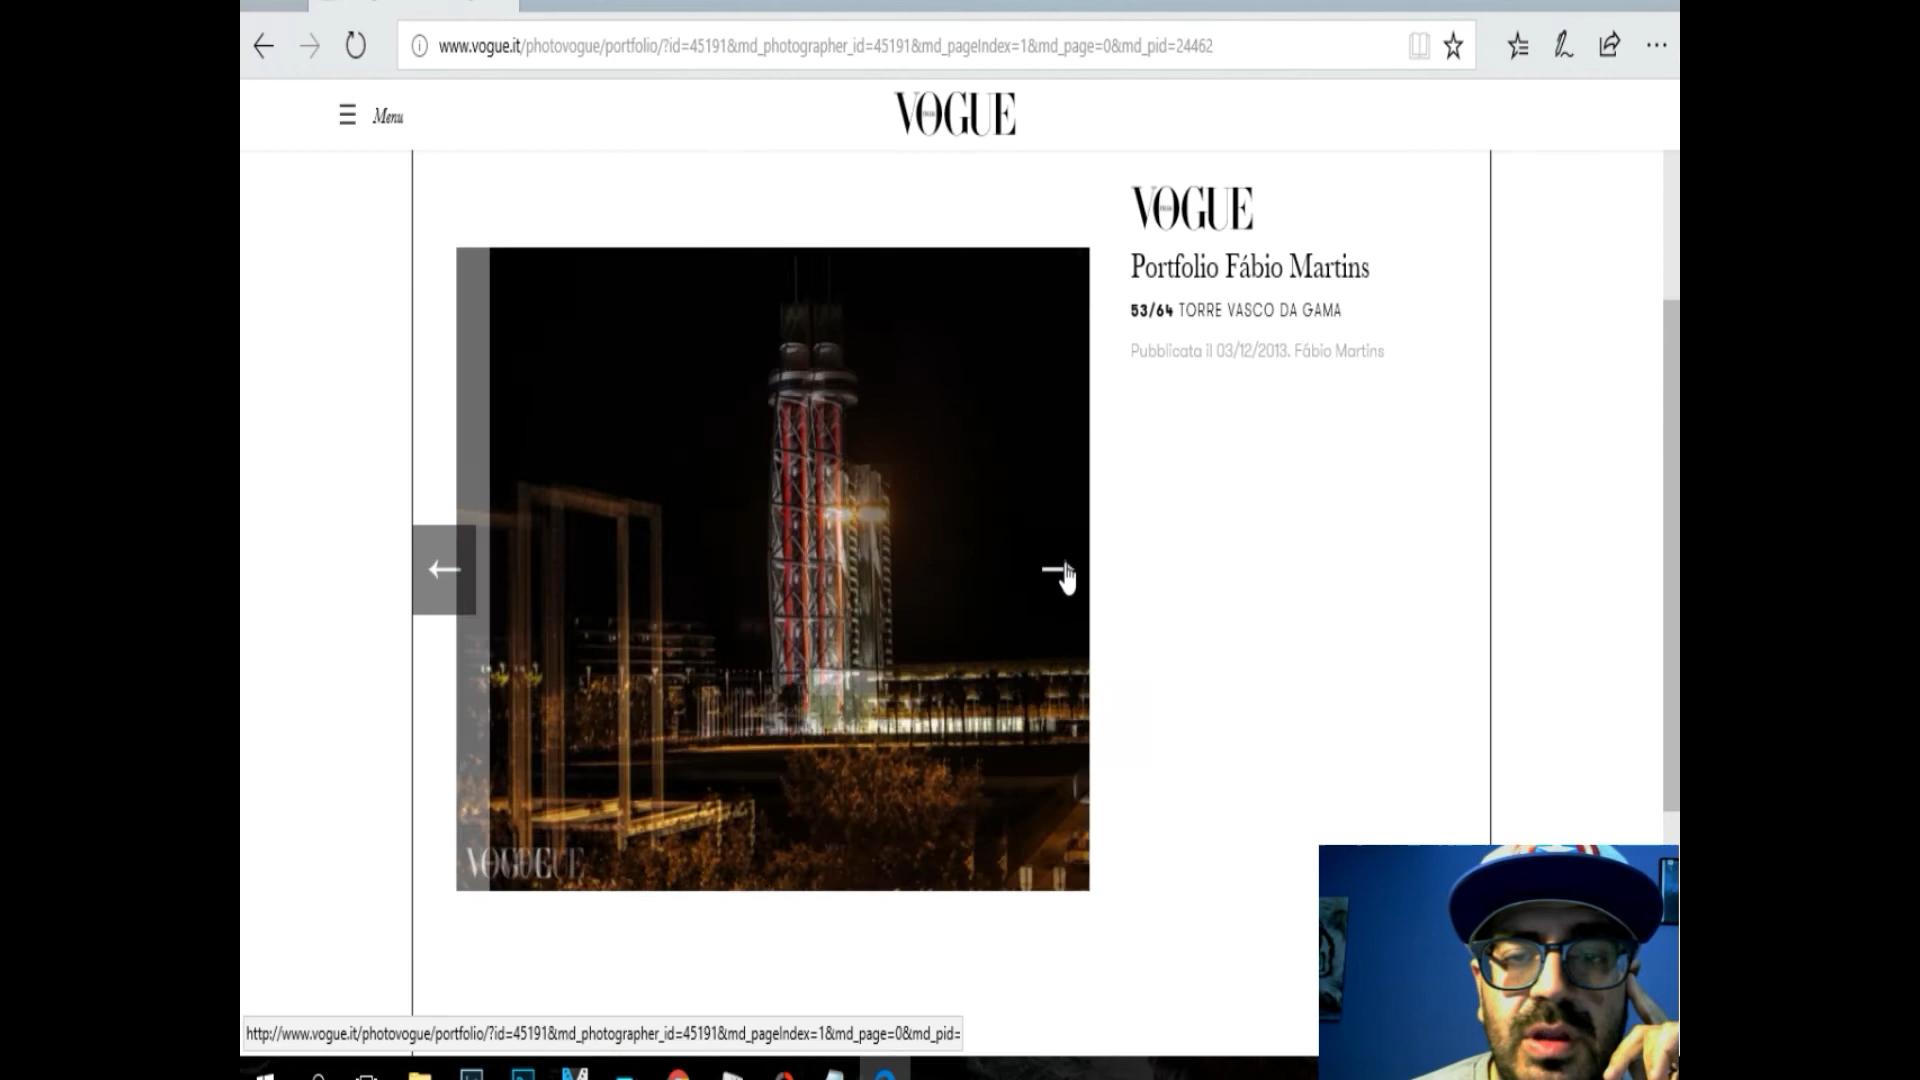 www.vogue.it/photovogue/portfolio/?id=45191&md_photographer_id=45191&md_pageIndex=1&md_page=0&md_pid=24462
Menu
VOGUE
VOGUE
Portfolio Fábio Martins
53/64 TORRE VASCO DA GAMA
Pubblicata il 03/12/2013. Fábio Martins
http://www.vogue.it/photovogue/portfolio/?id=45191&md_photographer_id=45191&md_pageIndex=1&md_page=0&md_pid=